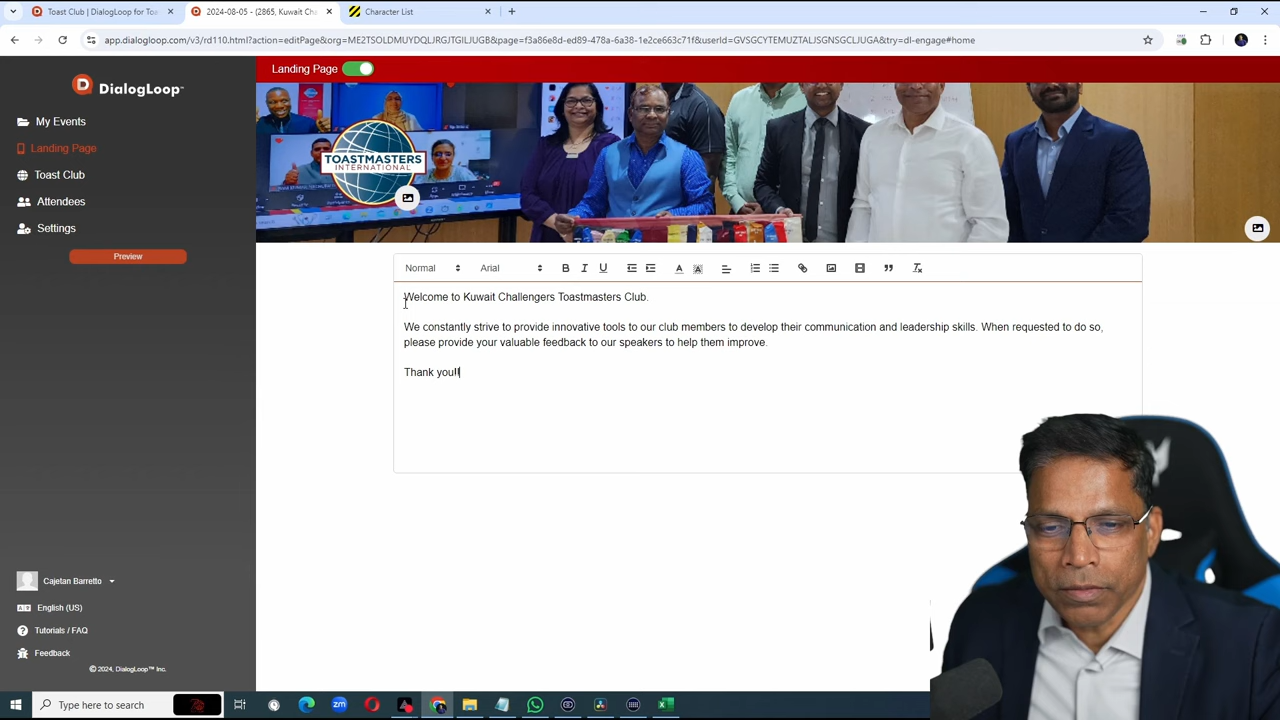 Toast Club | DialogLoop for Toa
2024-08-05 - (2865, Kuwait Ch
Character List
app.dialogloop.com/v3/rd110.html?action=editPage&org=ME2TSOLDMUYDQLJRGJTGILJUGB&page=f3a86e8d-ed89-478a-6a38-1e2ce663c71f&userId=GVSGCYTEMUZTALJSGNSGCLJUGA&try=dl-engage#home
DialogLoop™
Landing Page
My Events
Landing Page
Toast Club
Attendees
Settings
Preview
TOASTMASTERS
INTERNATIONAL
Normal
Arial
B I U
Welcome to Kuwait Challengers Toastmasters Club.
We constantly strive to provide innovative tools to our club members to develop their communication and leadership skills. When requested to do so,
please provide your valuable feedback to our speakers to help them improve.
Thank you!!
Cajetan Barretto
English (US)
Tutorials / FAQ
Feedback
© 2024, DialogLoop™ Inc.
Type here to search